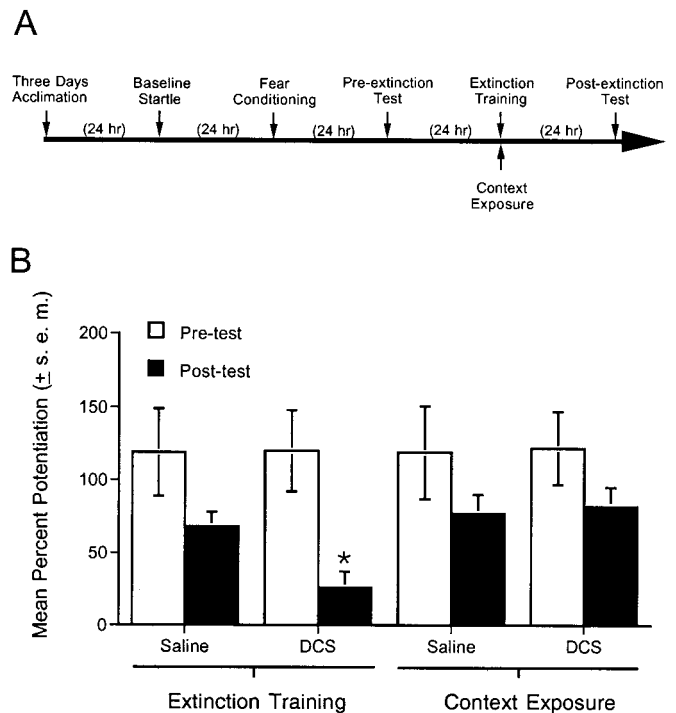 A
Three Days Acclimation
Baseline Startle
Fear Conditioning
Pre-extinction Test
Extinction Training
Post-extinction Test
(24 hr) (24 hr) (24 hr) (24 hr) (24 hr)
Context Exposure
B
Mean Percent Potentiation (± s. e. m.)
200
150
100
50
0
Pre-test
Post-test
*
Saline DCS Saline DCS
Extinction Training Context Exposure